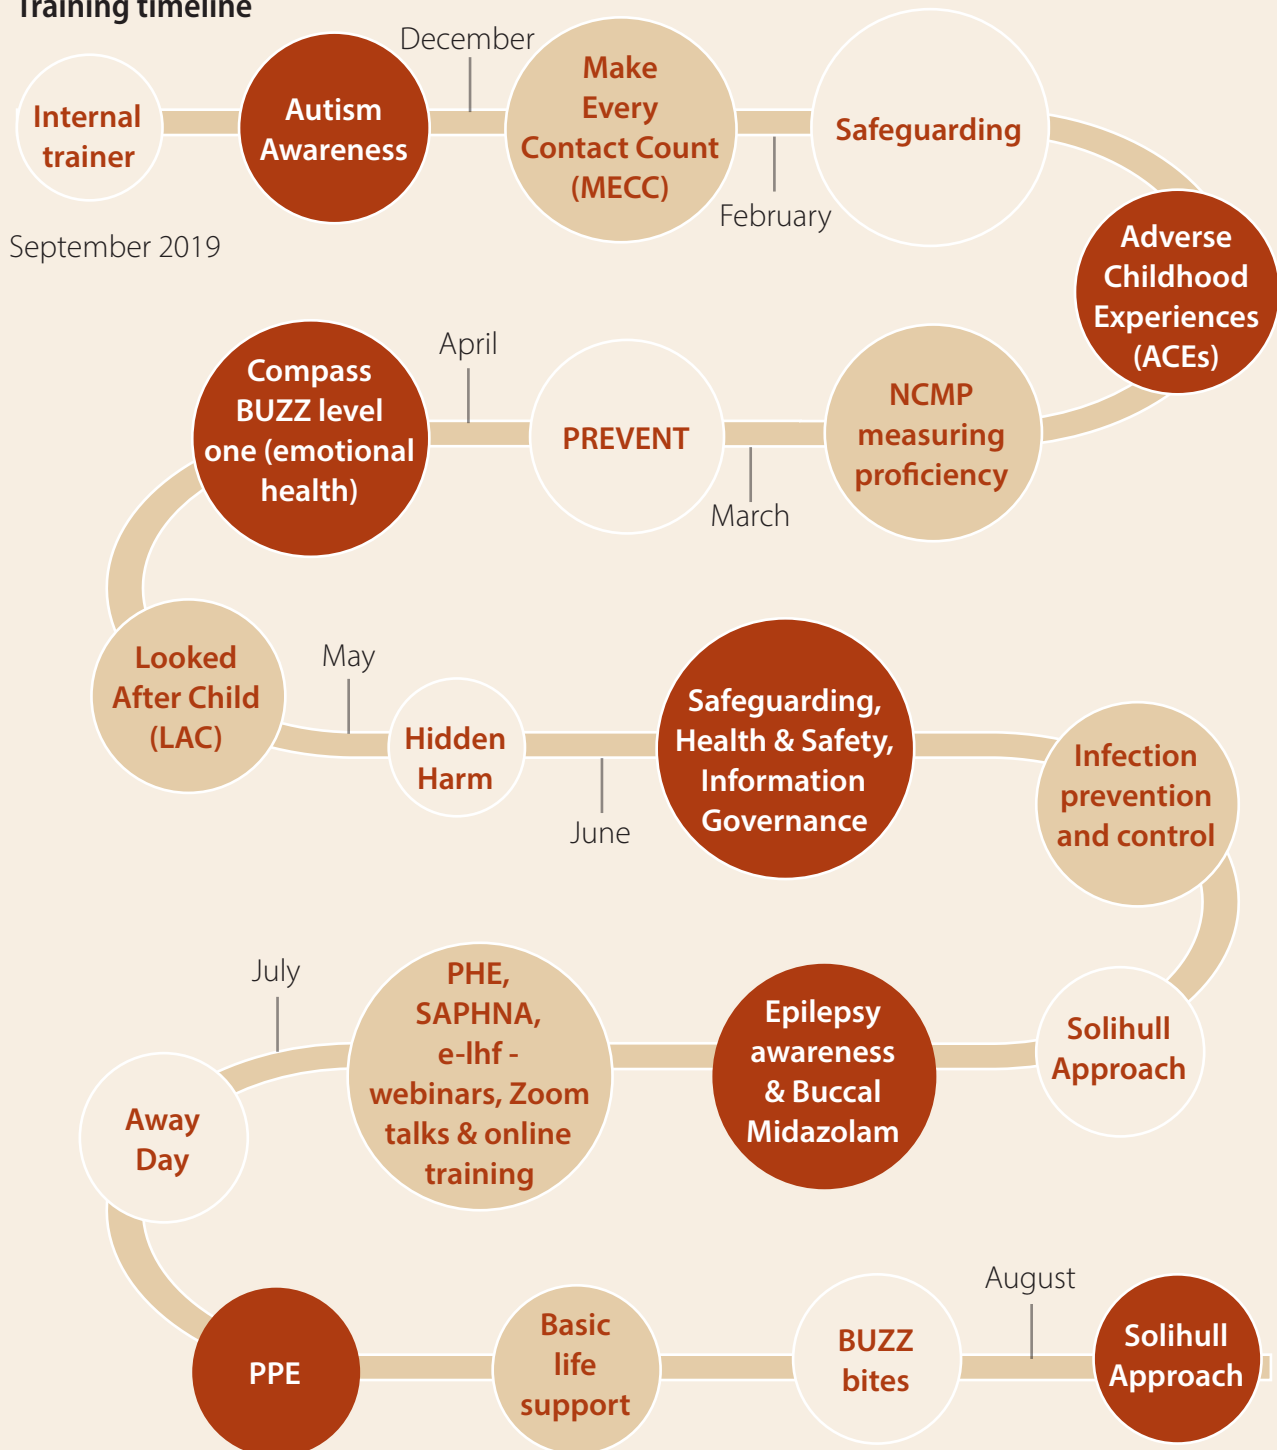 Training timeline
Internal
trainer
September 2019
Autism
Awareness
December
Make
Every
Contact Count
(MECC)
February
Safeguarding
Adverse
Childhood
Experiences
(ACEs)
NCMP
measuring
proficiency
March
PREVENT
April
Compass
BUZZ level
one (emotional
health)
Looked
After Child
(LAC)
May
Hidden
Harm
June
Safeguarding,
Health & Safety,
Information
Governance
Infection
prevention
and control
Solihull
Approach
Epilepsy
awareness
& Buccal
Midazolam
PHE,
SAPHNA,
e-lhf -
webinars, Zoom
talks & online
training
July
Away
Day
PPE
Basic
life
support
BUZZ
bites
August
Solihull
Approach